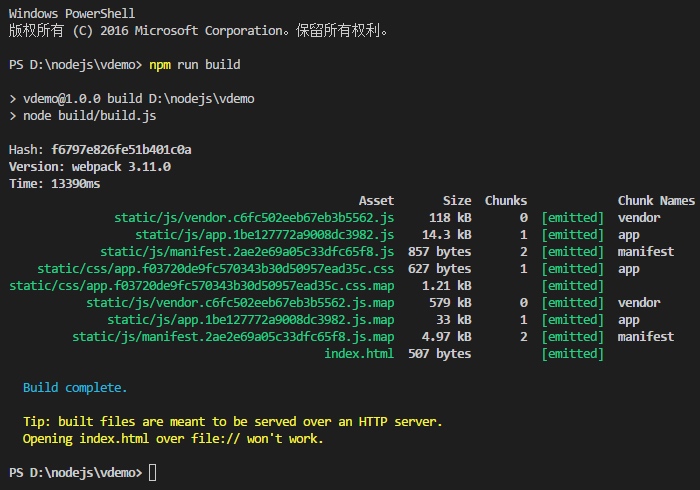 Windows PowerShell
版权所有 (C) 2016 Microsoft Corporation。保留所有权利。
PS D:\nodejs\vdemo> npm run build
> vdemo@1.0.0 build D:\nodejs\vdemo
> node build/build.js
Hash: f6797e826fe51b401c0a
Version: webpack 3.11.0
Time: 13390ms
Asset Size Chunks Chunk Names
static/js/vendor.c6fc502eeb67eb3b5562.js 118 kB 0 [emitted] vendor
static/js/app.1be127772a9008dc3982.js 14.3 kB 1 [emitted] app
static/js/manifest.2ae2e69a05c33dfc65f8.js 857 bytes 2 [emitted] manifest
static/css/app.f03720de9fc570343b30d50957ead35c.css 627 bytes 1 [emitted] app
static/css/app.f03720de9fc570343b30d50957ead35c.css.map 1.21 kB [emitted]
static/js/vendor.c6fc502eeb67eb3b5562.js.map 579 kB 0 [emitted] vendor
static/js/app.1be127772a9008dc3982.js.map 33 kB 1 [emitted] app
static/js/manifest.2ae2e69a05c33dfc65f8.js.map 4.97 kB 2 [emitted] manifest
index.html 507 bytes [emitted]
Build complete.
Tip: built files are meant to be served over an HTTP server.
Opening index.html over file:// won't work.
PS D:\nodejs\vdemo>